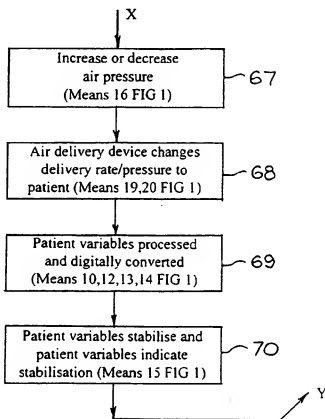 X
Increase or decrease
air pressure
(Means 16 FIG 1)
67
Air delivery device changes
delivery rate/pressure to
patient (Means 19,20 FIG 1)
68
Patient variables processed
and digitally converted
(Means 10,12,13,14 FIG 1)
69
Patient variables stabilise and
patient variables indicate
stabilisation (Means 15 FIG 1)
70
Y